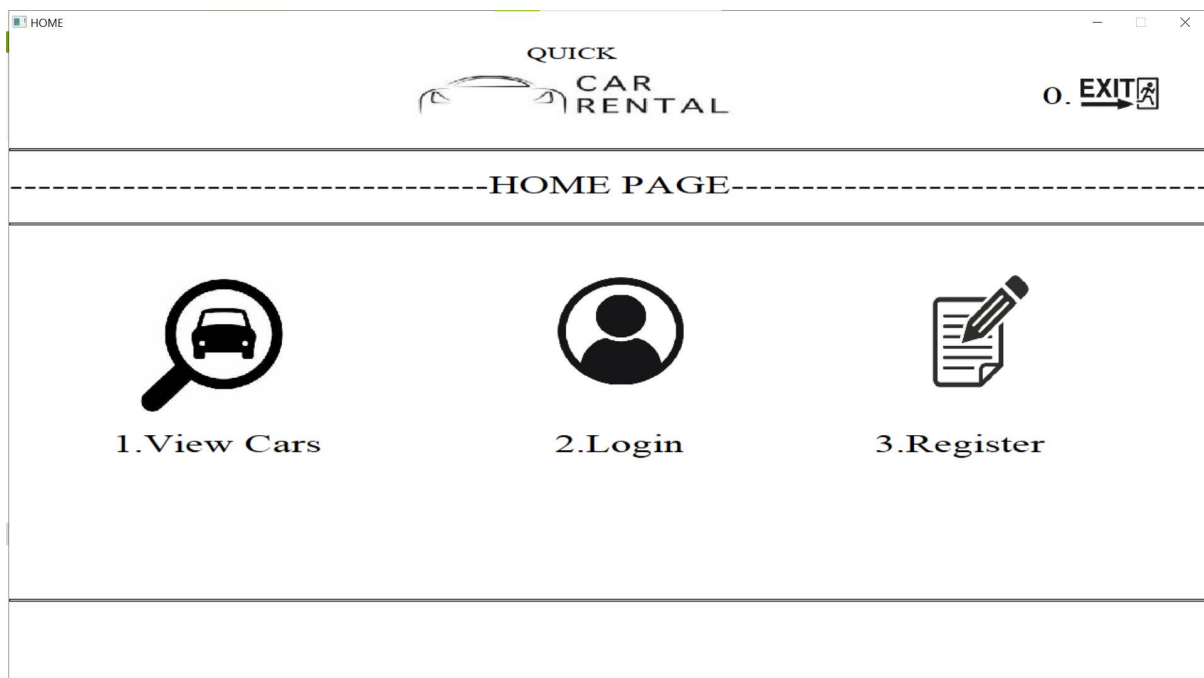 HOME
QUICK
CAR
RENTAL
0. EXIT
----------------------------------HOME PAGE----------------------------------
1.View Cars
2.Login
3.Register